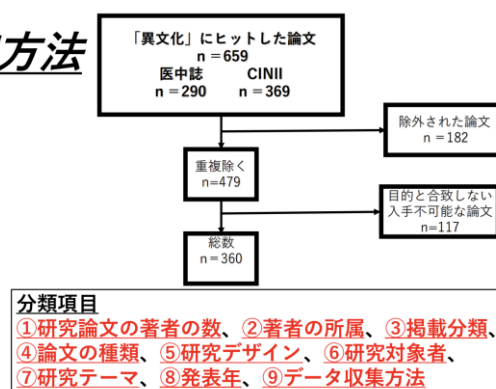 方法
「異文化」にヒットした論文
n =659
医中誌 CINII
n =290 n =369
除外された論文
n =182
重複除く
n=479
目的と合致しない
入手不可能な論文
n=117
総数
n =360
分類項目
①研究論文の著者の数、②著者の所属、③掲載分類、
④論文の種類、⑤研究デザイン、⑥研究対象者、
⑦研究テーマ、⑧発表年、⑨データ収集方法